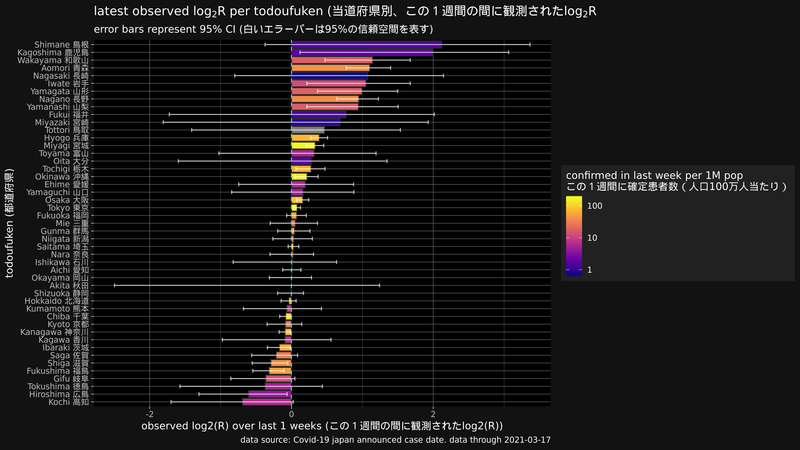 latest observed log₂R per todoufuken (当道府県別、この１週間の間に観測されたlog₂R
error bars represent 95% CI (白いエラーバーは95%の信頼空間を表す)
todoufuken (都道府県)
Shimane 島根
Kagoshima 鹿児島
Wakayama 和歌山
Aomori 青森
Nagasaki 長崎
Iwate 岩手
Yamagata 山形
Nagano 長野
Yamanashi 山梨
Fukui 福井
Miyazaki 宮崎
Tottori 鳥取
Hyogo 兵庫
Miyagi 宮城
Toyama 富山
Oita 大分
Tochigi 栃木
Okinawa 沖縄
Ehime 愛媛
Yamaguchi 山口
Osaka 大阪
Tokyo 東京
Fukuoka 福岡
Mie 三重
Gunma 群馬
Niigata 新潟
Saitama 埼玉
Nara 奈良
Ishikawa 石川
Aichi 愛知
Okayama 岡山
Akita 秋田
Shizuoka 静岡
Hokkaido 北海道
Kumamoto 熊本
Chiba 千葉
Kyoto 京都
Kanagawa 神奈川
Kagawa 香川
Ibaraki 茨城
Saga 佐賀
Shiga 滋賀
Fukushima 福島
Gifu 岐阜
Tokushima 徳島
Hiroshima 広島
Kochi 高知
-2 0 2
observed log2(R) over last 1 weeks (この１週間の間に観測されたlog2(R))
data source: Covid-19 japan announced case date. data through 2021-03-17
confirmed in last week per 1M pop
この１週間に確定患者数 ( 人口100万人当たり )
100
10
1